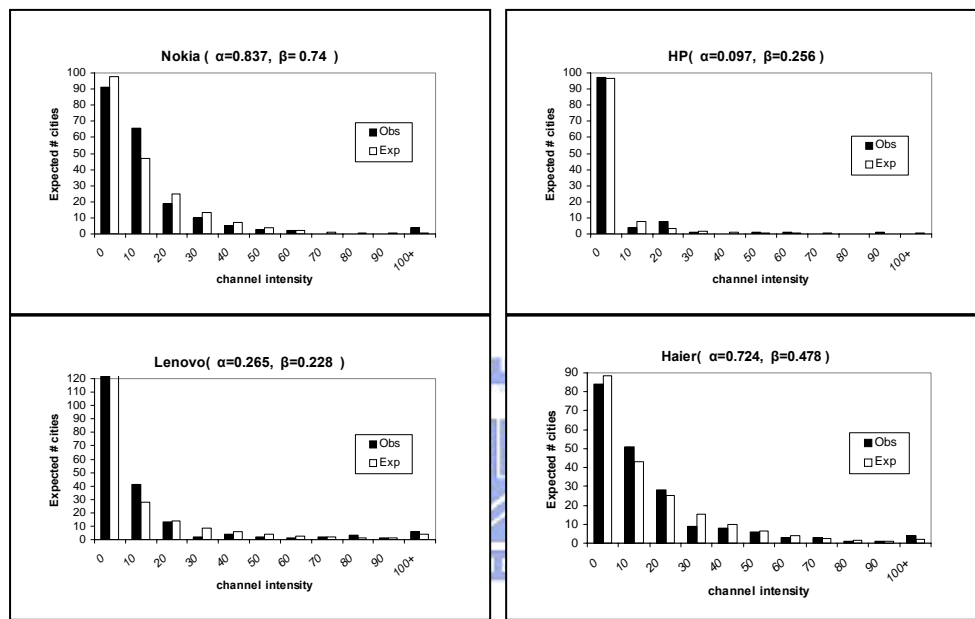 Nokia ( α=0.837, β= 0.74 )
Expected # cities
100
90
80
70
60
50
40
30
20
10
0
Obs
Exp
0 10 20 30 40 50 60 70 80 90 100+
channel intensity
HP( α=0.097, β=0.256 )
Expected # cities
100
90
80
70
60
50
40
30
20
10
0
Obs
Exp
0 10 20 30 40 50 60 70 80 90 100+
channel intensity
Lenovo( α=0.265, β=0.228 )
Expected # cities
120
110
100
90
80
70
60
50
40
30
20
10
0
Obs
Exp
0 10 20 30 40 50 60 70 80 90 100+
channel intensity
Haier( α=0.724, β=0.478 )
Expected # cities
90
80
70
60
50
40
30
20
10
0
Obs
Exp
0 10 20 30 40 50 60 70 80 90 100+
channel intensity